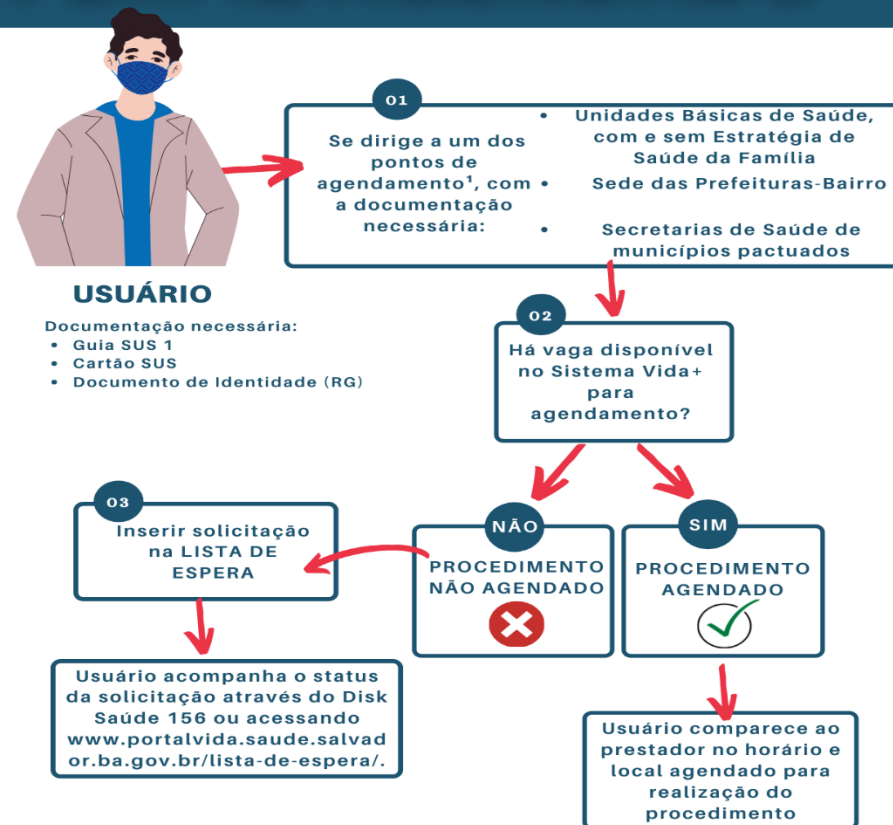 01
Se dirige a um dos
pontos de
agendamento¹, com
a documentação
necessária:
• Unidades Básicas de Saúde,
com e sem Estratégia de
Saúde da Família
• Sede das Prefeituras-Bairro
• Secretarias de Saúde de
municípios pactuados
USUÁRIO
Documentação necessária:
• Guia SUS 1
• Cartão SUS
• Documento de Identidade (RG)
02
Há vaga disponível
no Sistema Vida+
para
agendamento?
NÃO
PROCEDIMENTO
NÃO AGENDADO
SIM
PROCEDIMENTO
AGENDADO
03
Inserir solicitação
na LISTA DE
ESPERA
Usuário acompanha o status
da solicitação através do Disk
Saúde 156 ou acessando
www.portalvida.saude.salvad
or.ba.gov.br/lista-de-espera/.
Usuário comparece ao
prestador no horário e
local agendado para
realização do
procedimento